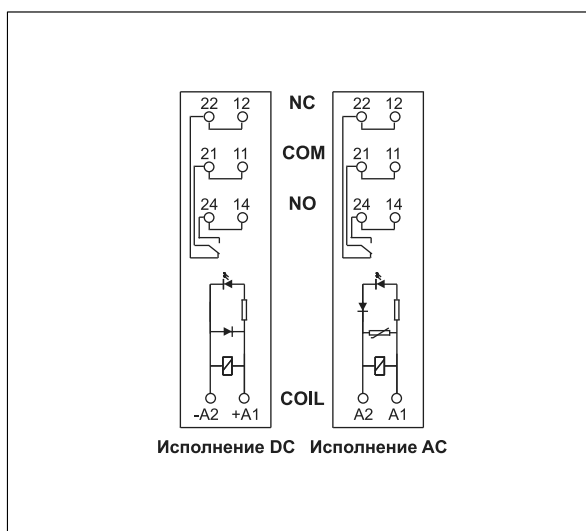 22 12 NC 22 12
21 11 COM 21 11
24 14 NO 24 14
-A2 +A1 COIL A2 A1
Исполнение DC Исполнение AC